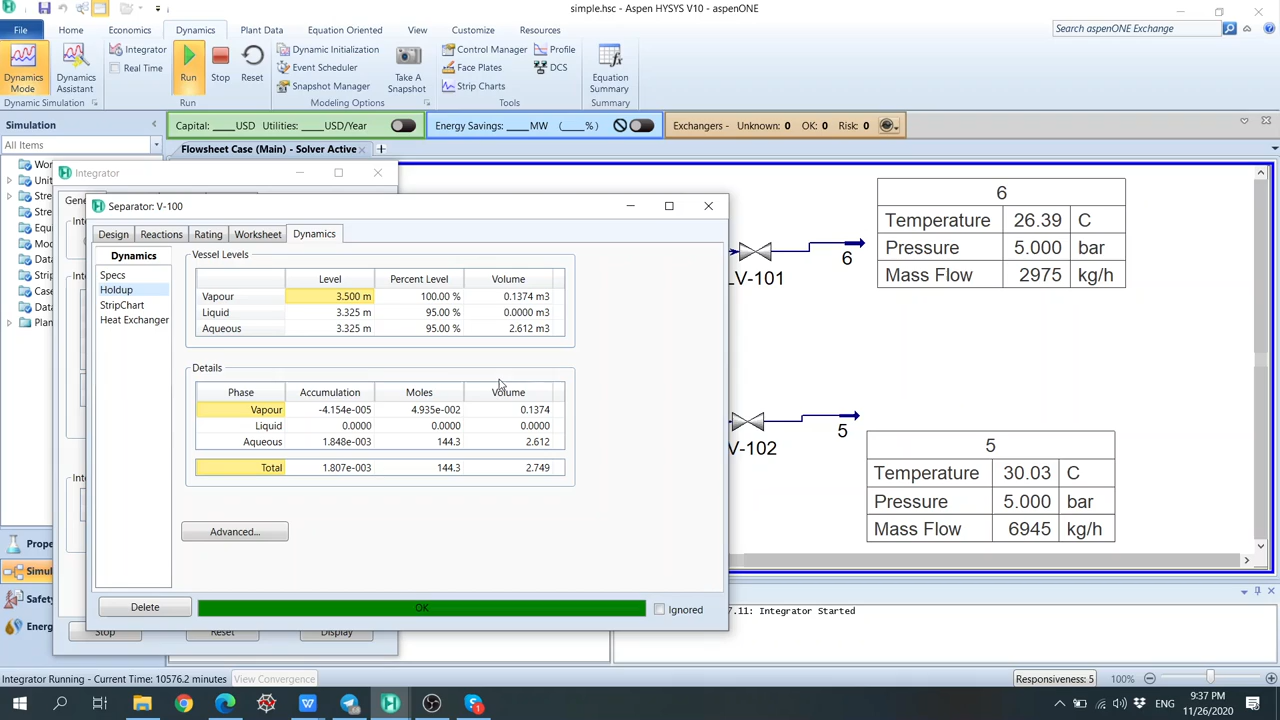 simple.hsc - Aspen HYSYS V10 - aspenONE
File Home Economics Dynamics Plant Data Equation Oriented View Customize Resources
Search aspenONE Exchange
Dynamics Mode
Dynamics Assistant
Integrator
Real Time
Run
Stop
Reset
Dynamics Initialization
Event Scheduler
Snapshot Manager
Take A Snapshot
Control Manager
Face Plates
Strip Charts
Profile
DCS
Equation Summary
Dynamic Simulation Run Modeling Options Tools Summary
Simulation
Capital: ____USD Utilities: ____USD/Year
Energy Savings: ____MW (____%)
Exchangers - Unknown: 0 OK: 0 Risk: 0
All Items
Flowsheet Case (Main) - Solver Active
Integrator
Separator: V-100
Design Reactions Rating Worksheet Dynamics
Dynamics
Specs
Holdup
StripChart
Heat Exchanger
Vessel Levels
Level Percent Level Volume
Vapour 3.500 m 100.00 % 0.1374 m3
Liquid 3.325 m 95.00 % 0.0000 m3
Aqueous 3.325 m 95.00 % 2.612 m3
Details
Phase Accumulation Moles Volume
Vapour -4.154e-005 4.935e-002 0.1374
Liquid 0.0000 0.0000 0.0000
Aqueous 1.848e-003 144.3 2.612
Total 1.807e-003 144.3 2.749
Advanced...
Delete
OK
Ignored
Stop Reset Display
6
LV-101
6
Temperature 26.39 C
Pressure 5.000 bar
Mass Flow 2975 kg/h
5
V-102
5
Temperature 30.03 C
Pressure 5.000 bar
Mass Flow 6945 kg/h
7.11: Integrator Started
Integrator Running - Current Time: 10576.2 minutes
View Convergence
Responsiveness: 5
100%
ENG
9:37 PM
11/26/2020